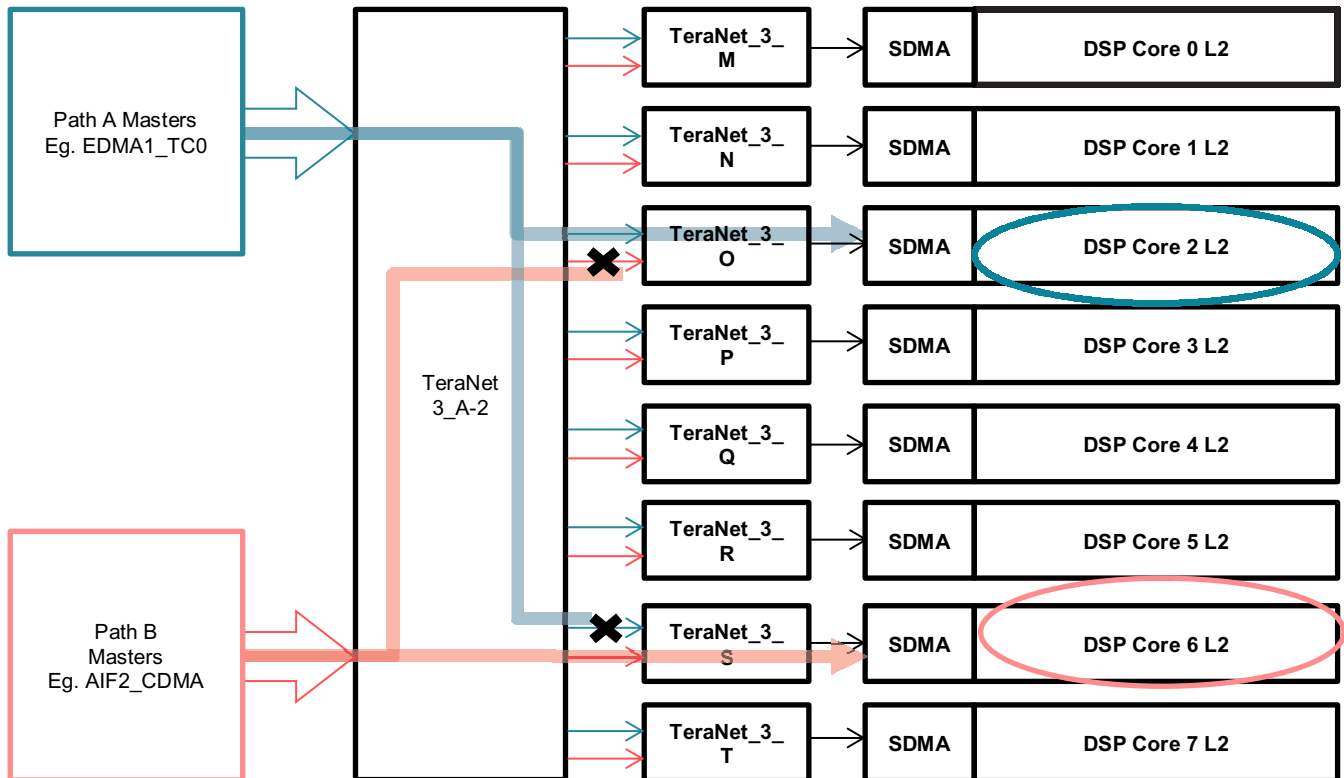 Path A Masters
Eg. EDMA1_TC0
Path B
Masters
Eg. AIF2_CDMA
TeraNet
3_A-2
TeraNet_3_
M
SDMA
DSP Core 0 L2
TeraNet_3_
N
SDMA
DSP Core 1 L2
TeraNet_3_
O
SDMA
DSP Core 2 L2
TeraNet_3_
P
SDMA
DSP Core 3 L2
TeraNet_3_
Q
SDMA
DSP Core 4 L2
TeraNet_3_
R
SDMA
DSP Core 5 L2
TeraNet_3_
S
SDMA
DSP Core 6 L2
TeraNet_3_
T
SDMA
DSP Core 7 L2